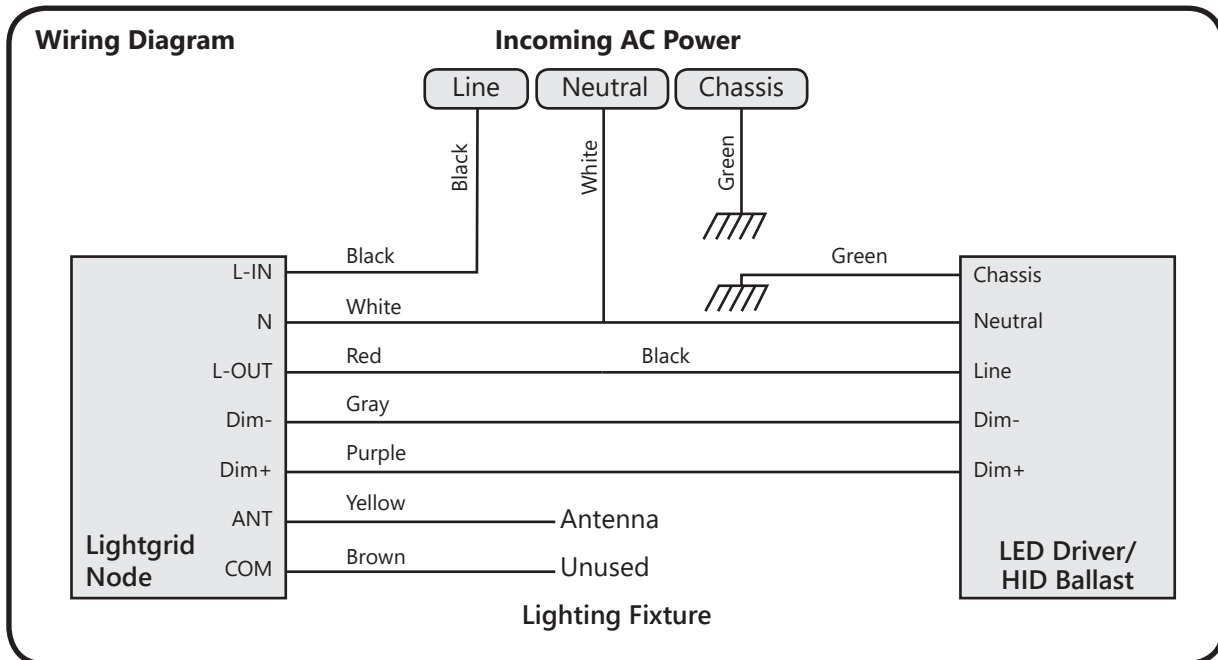 Wiring Diagram
Incoming AC Power
Line
Neutral
Chassis
Black
White
Green
L-IN
Black
Green
Chassis
N
White
Neutral
L-OUT
Red
Black
Line
Dim-
Gray
Dim-
Dim+
Purple
Dim+
ANT
Yellow
Antenna
COM
Brown
Unused
Lightgrid
Node
LED Driver/
HID Ballast
Lighting Fixture